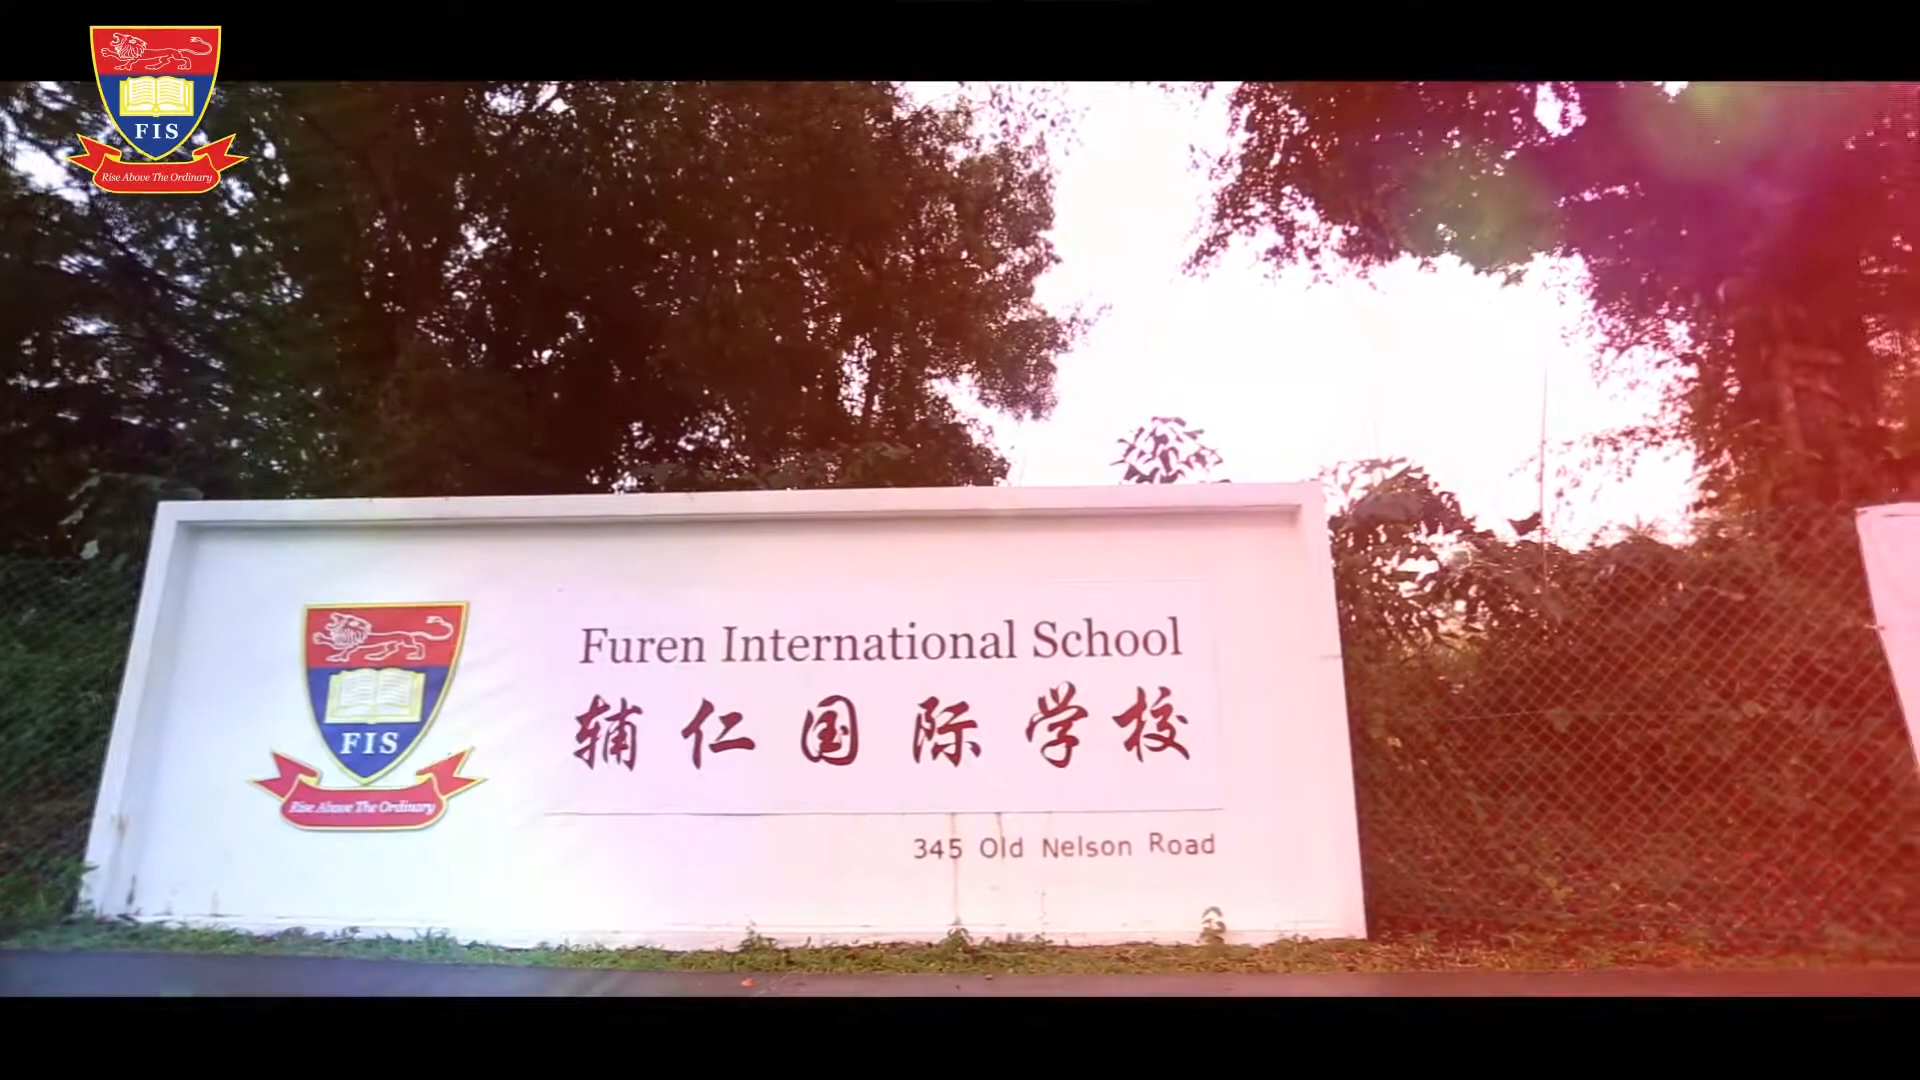 FIS
Rise Above The Ordinary
Furen International School
辅仁国际学校
FIS
Rise Above The Ordinary
345 Old Nelson Road